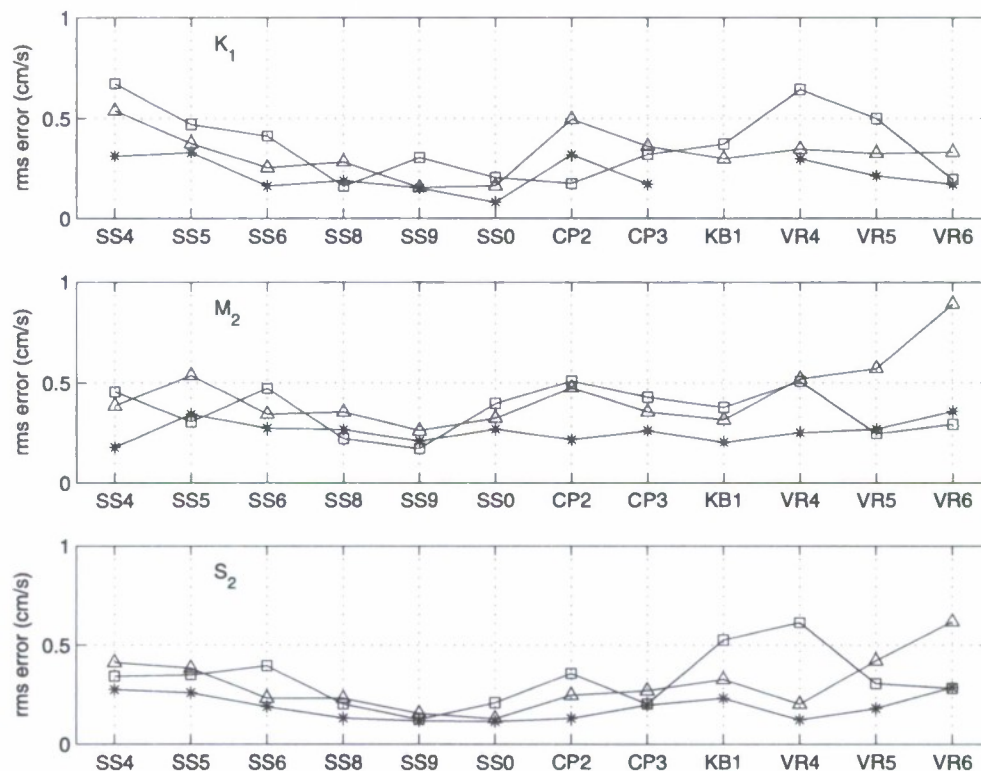 1
K1
rms error (cm/s)
0.5
0
SS4 SS5 SS6 SS8 SS9 SS0 CP2 CP3 KB1 VR4 VR5 VR6
1
M2
rms error (cm/s)
0.5
0
SS4 SS5 SS6 SS8 SS9 SS0 CP2 CP3 KB1 VR4 VR5 VR6
1
S2
rms error (cm/s)
0.5
0
SS4 SS5 SS6 SS8 SS9 SS0 CP2 CP3 KB1 VR4 VR5 VR6